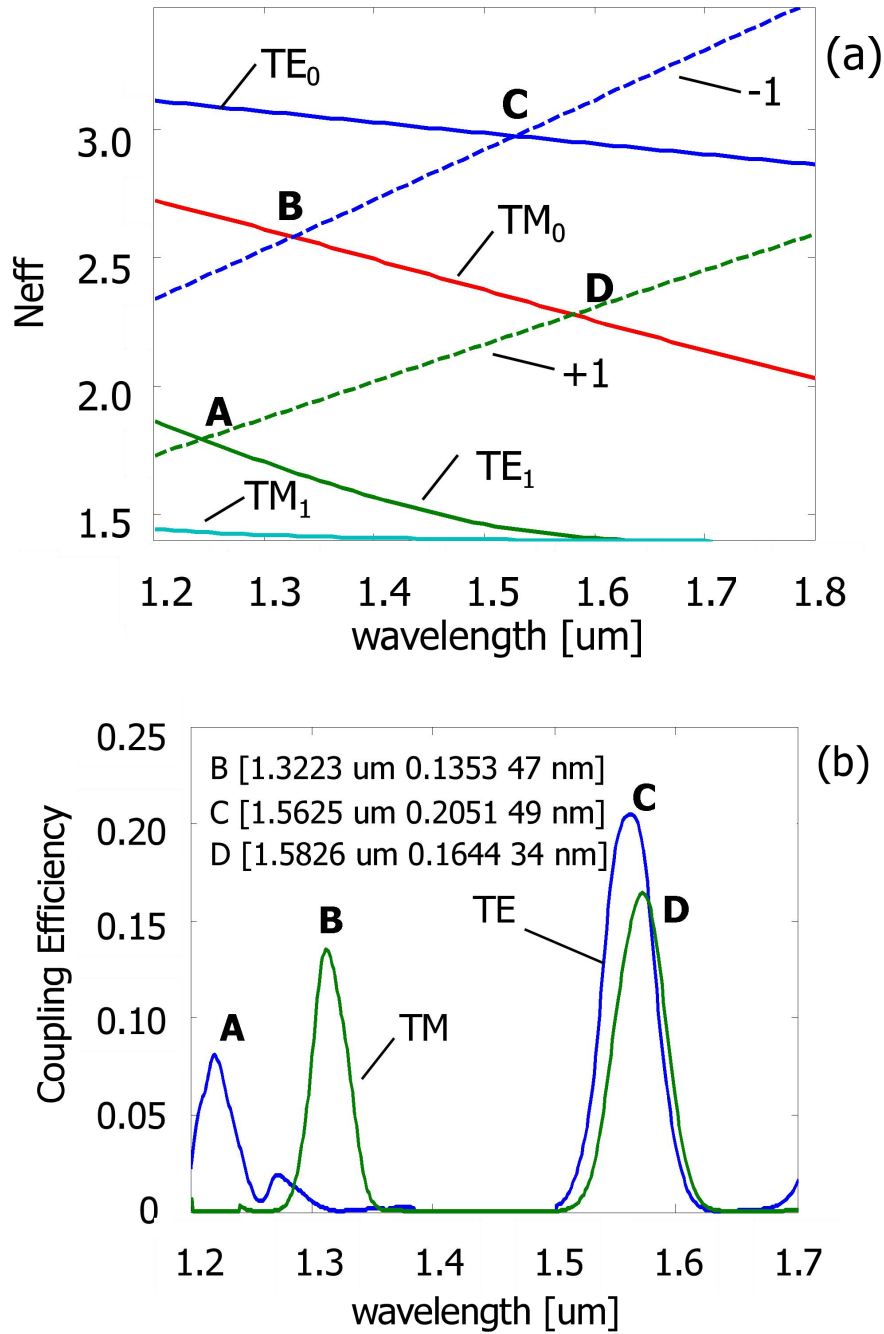 (a)
TE0
C
-1
3.0
B
TM0
2.5
D
Neff
+1
2.0
A
TE1
TM1
1.5
1.2 1.3 1.4 1.5 1.6 1.7 1.8
wavelength [um]
0.25
(b)
B [1.3223 um 0.1353 47 nm]
C [1.5625 um 0.2051 49 nm]
D [1.5826 um 0.1644 34 nm]
C
0.20
TE
D
0.15
B
Coupling Efficiency
0.10
A
TM
0.05
0
1.2 1.3 1.4 1.5 1.6 1.7
wavelength [um]